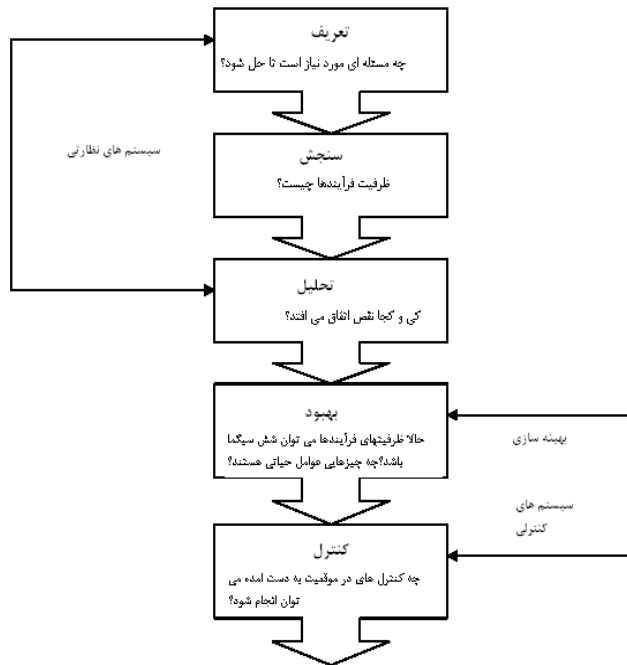 تعریف
چه مسئله ای مورد نیاز است تا حل شود؟
سیستم های نظارتی
سنجش
ظرفیت فرآیندها چیست؟
تحلیل
کی و کجا نقص اتفاق می افتد؟
بهبود
حالا ظرفیتهای فرآیندها می توان شش سیگما
باشد؟چه چیزهایی عوامل حیاتی هستند؟
بهینه سازی
سیستم های
کنترلی
کنترل
چه کنترل های در موقعیت به دست امده می
توان انجام شود؟